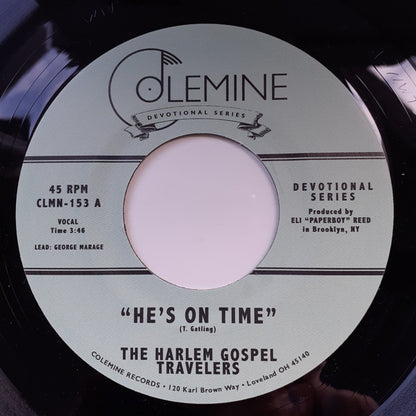 COLEMINE
DEVOTIONAL SERIES
45 RPM
CLMN-153 A
VOCAL
Time 3:46
LEAD: GEORGE MARAGE
DEVOTIONAL
SERIES
Produced by
ELI "PAPERBOY" REED
in Brooklyn, NY
"HE'S ON TIME"
(T. Gatling)
THE HARLEM GOSPEL
TRAVELERS
COLEMINE RECORDS • 120 Karl Brown Way • Loveland OH 45140